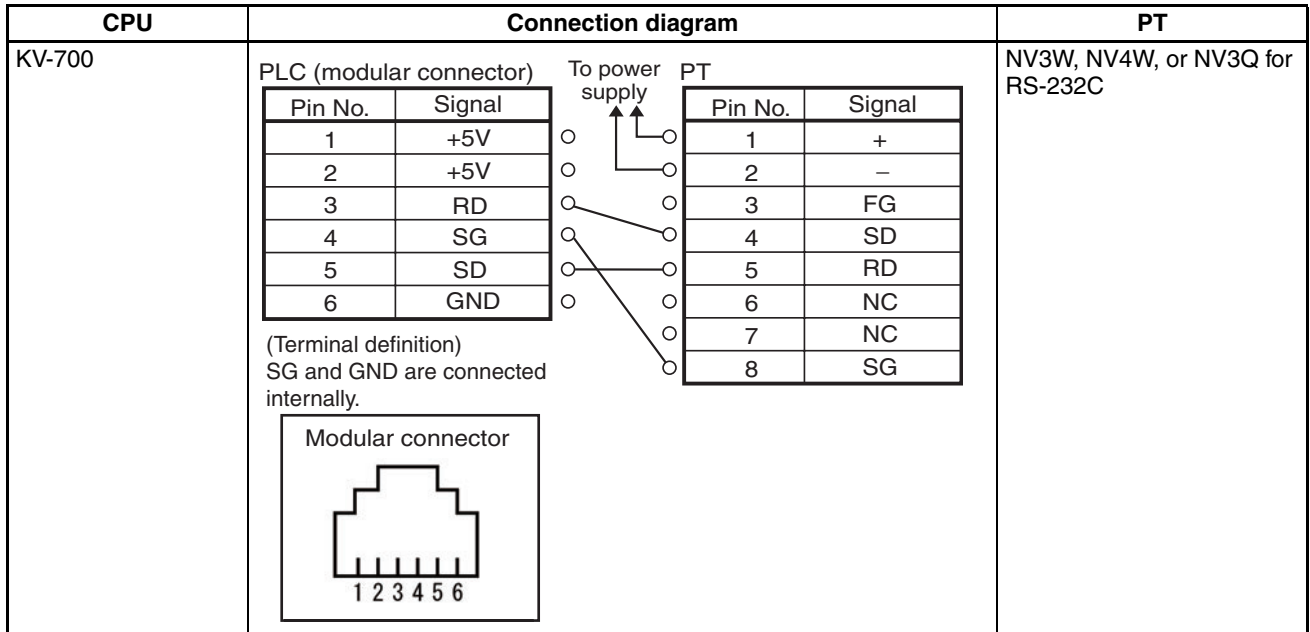 CPU Connection diagram PT
KV-700
NV3W, NV4W, or NV3Q for
RS-232C
PLC (modular connector)
To power
supply
PT
Pin No. Signal
1 +5V
2 +5V
3 RD
4 SG
5 SD
6 GND
Pin No. Signal
1 +
2 −
3 FG
4 SD
5 RD
6 NC
7 NC
8 SG
(Terminal definition)
SG and GND are connected
internally.
Modular connector
1 2 3 4 5 6